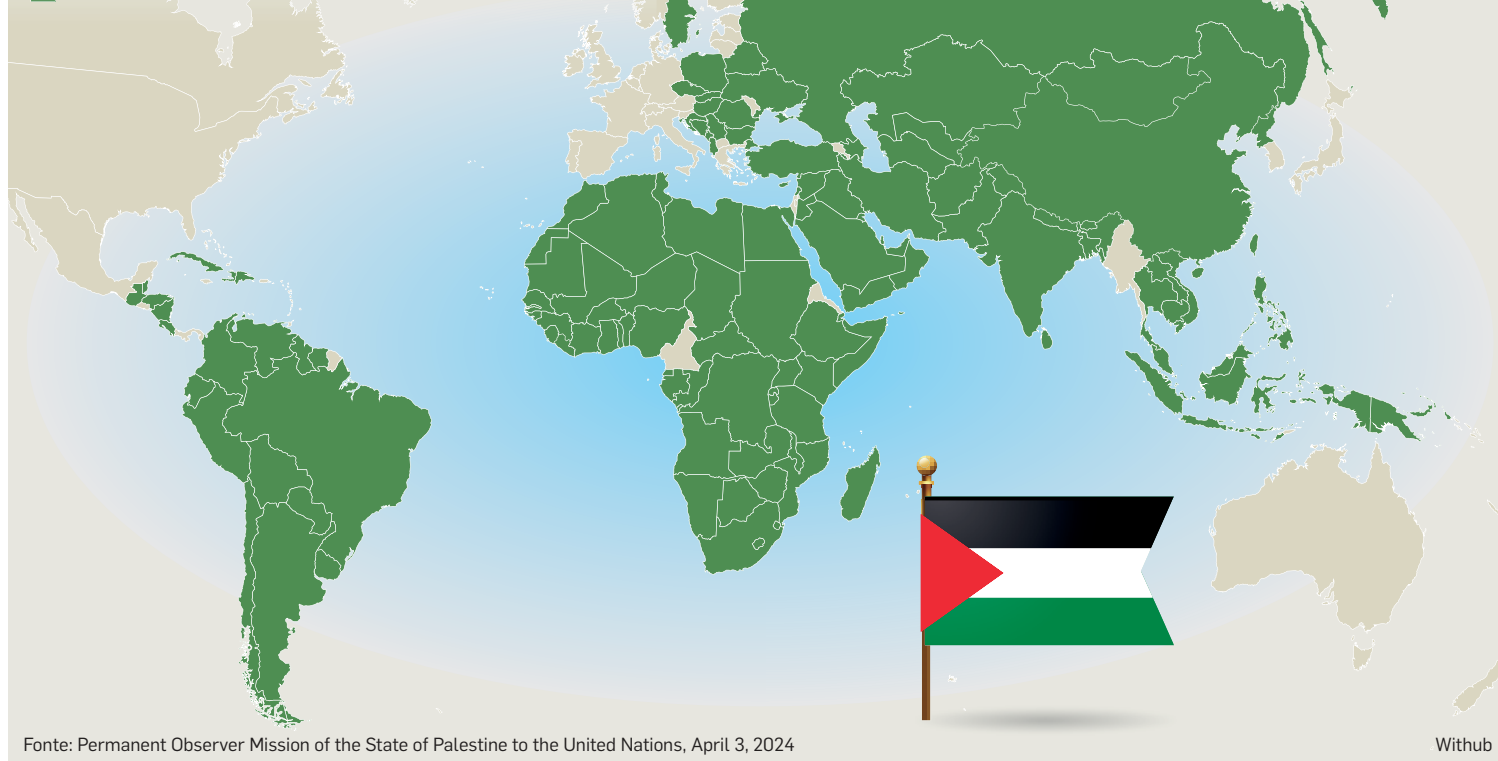 Fonte: Permanent Observer Mission of the State of Palestine to the United Nations, April 3, 2024
Withub